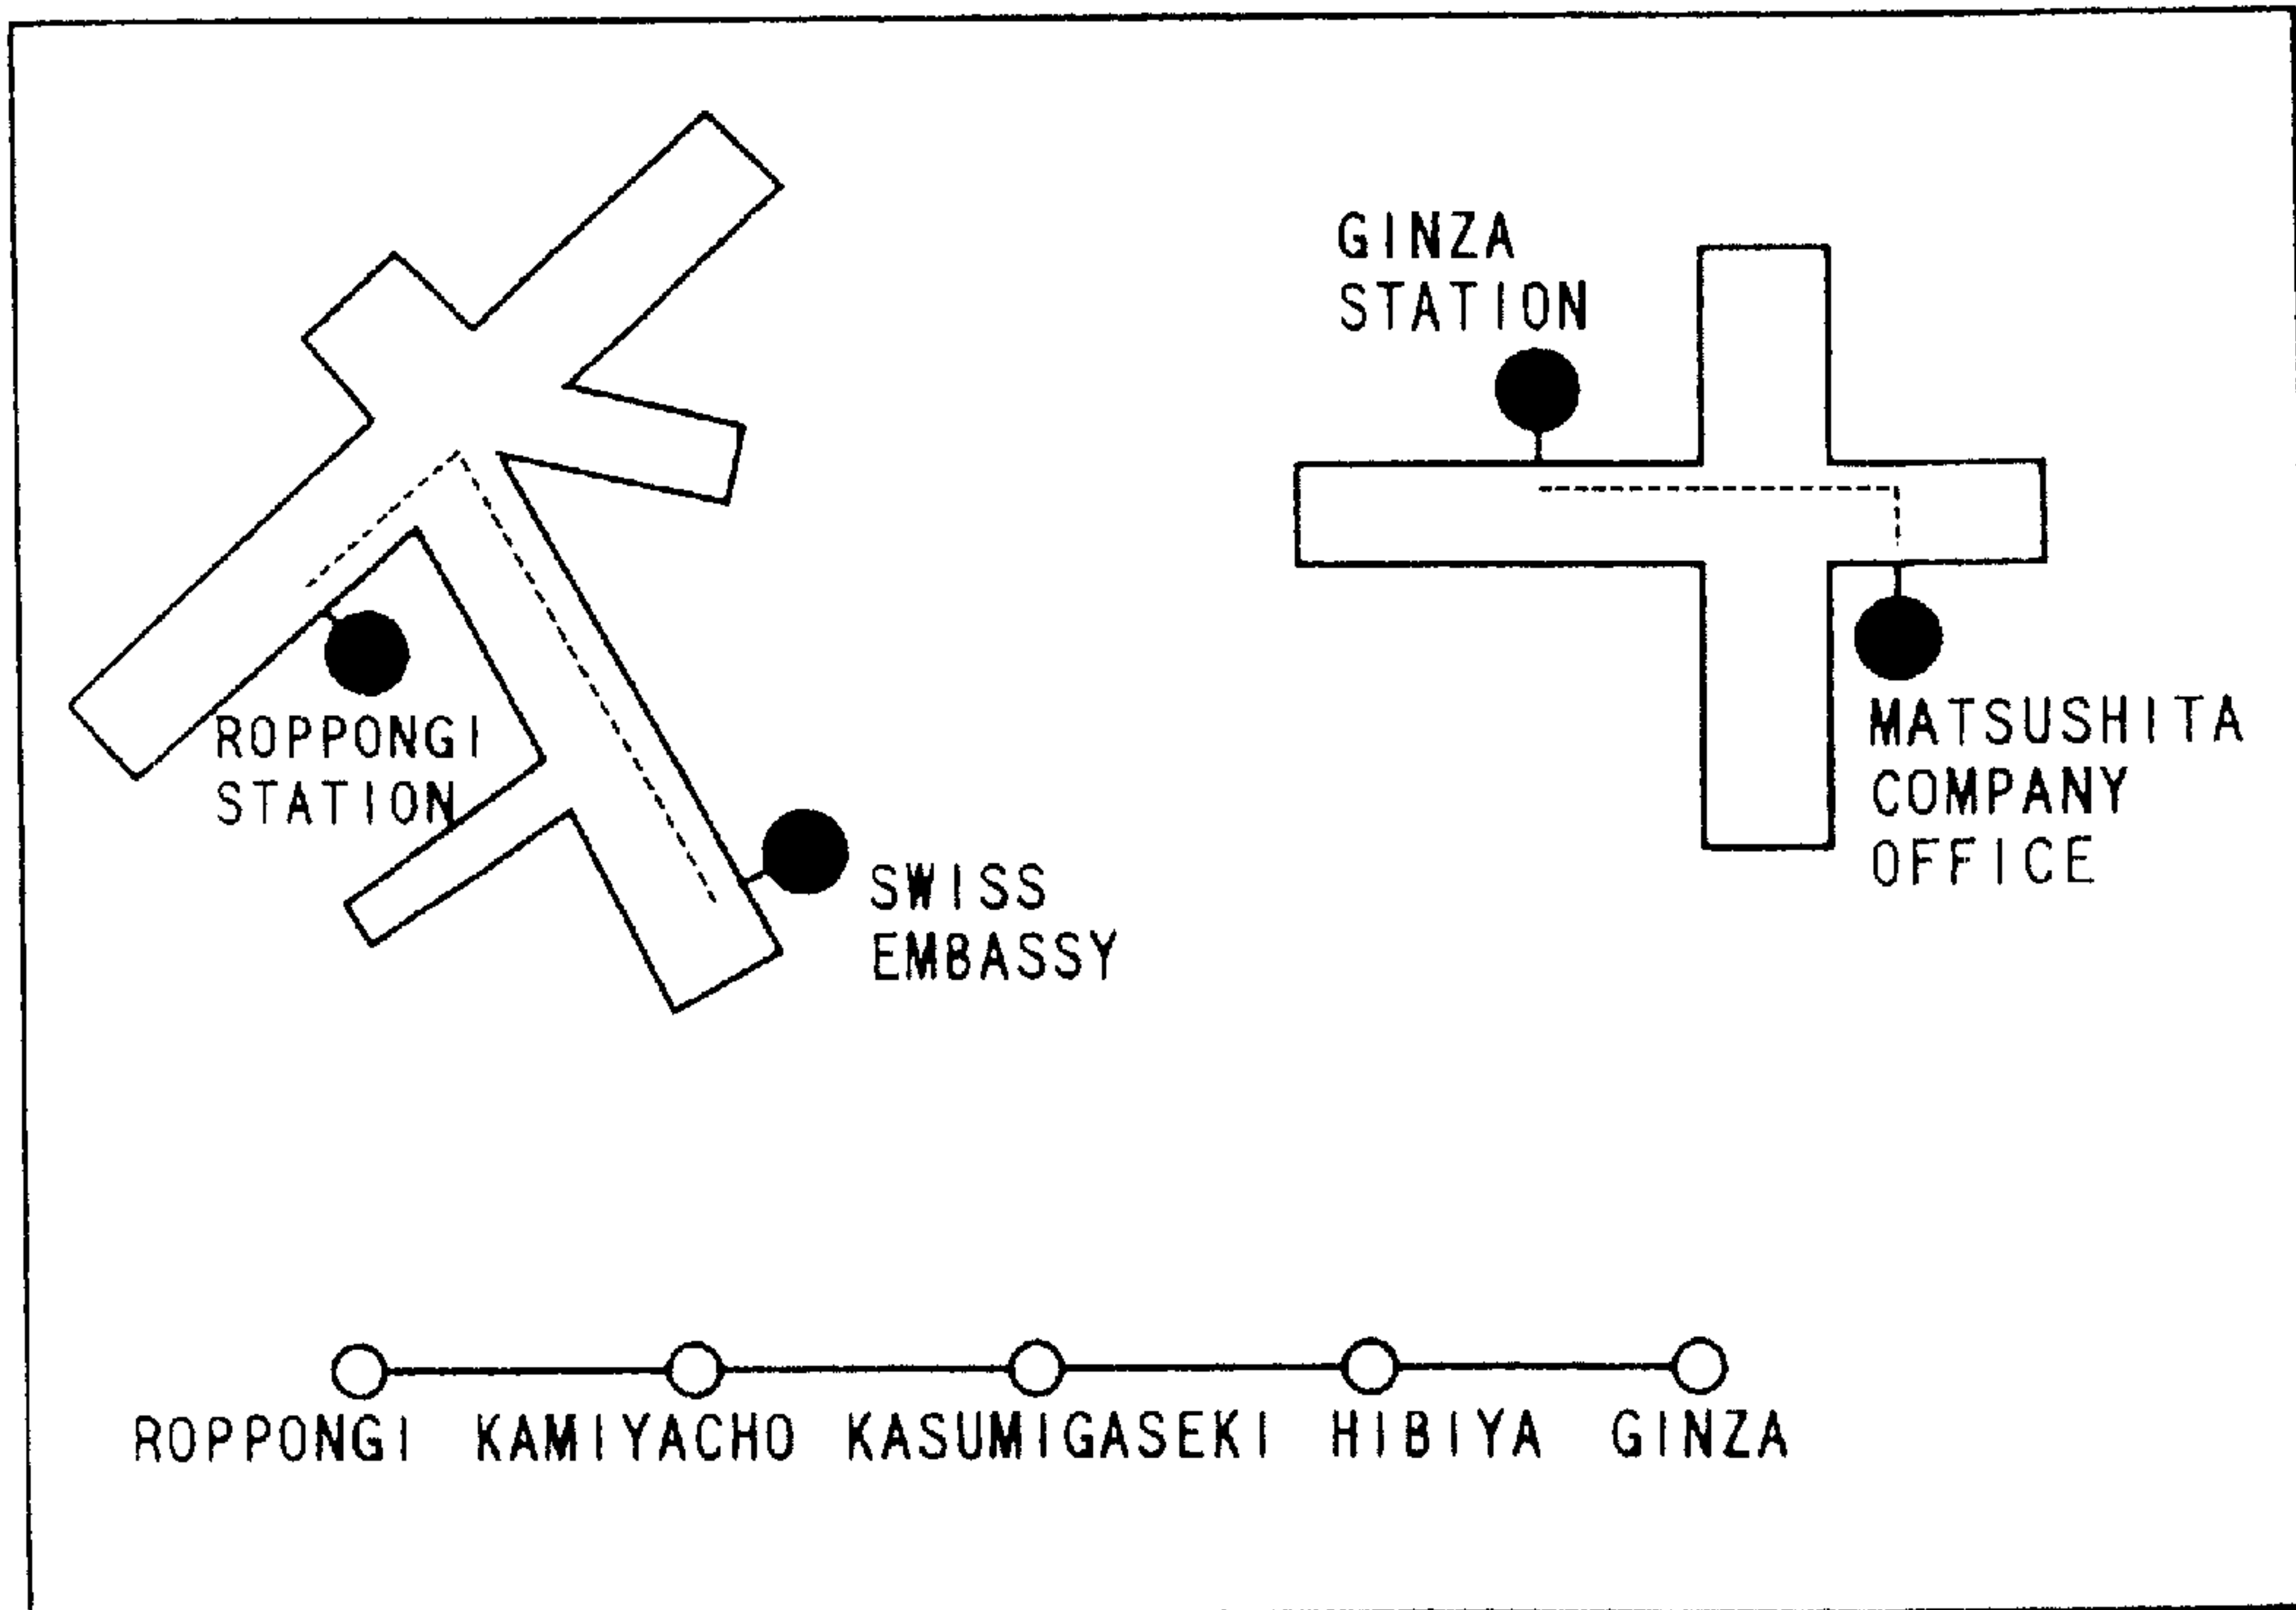 GINZA
STATION
ROPPONGI
STATION
MATSUSHITA
COMPANY
OFFICE
SWISS
EMBASSY
ROPPONGI KAMIYACHO KASUMIGASEKI HIBIYA GINZA